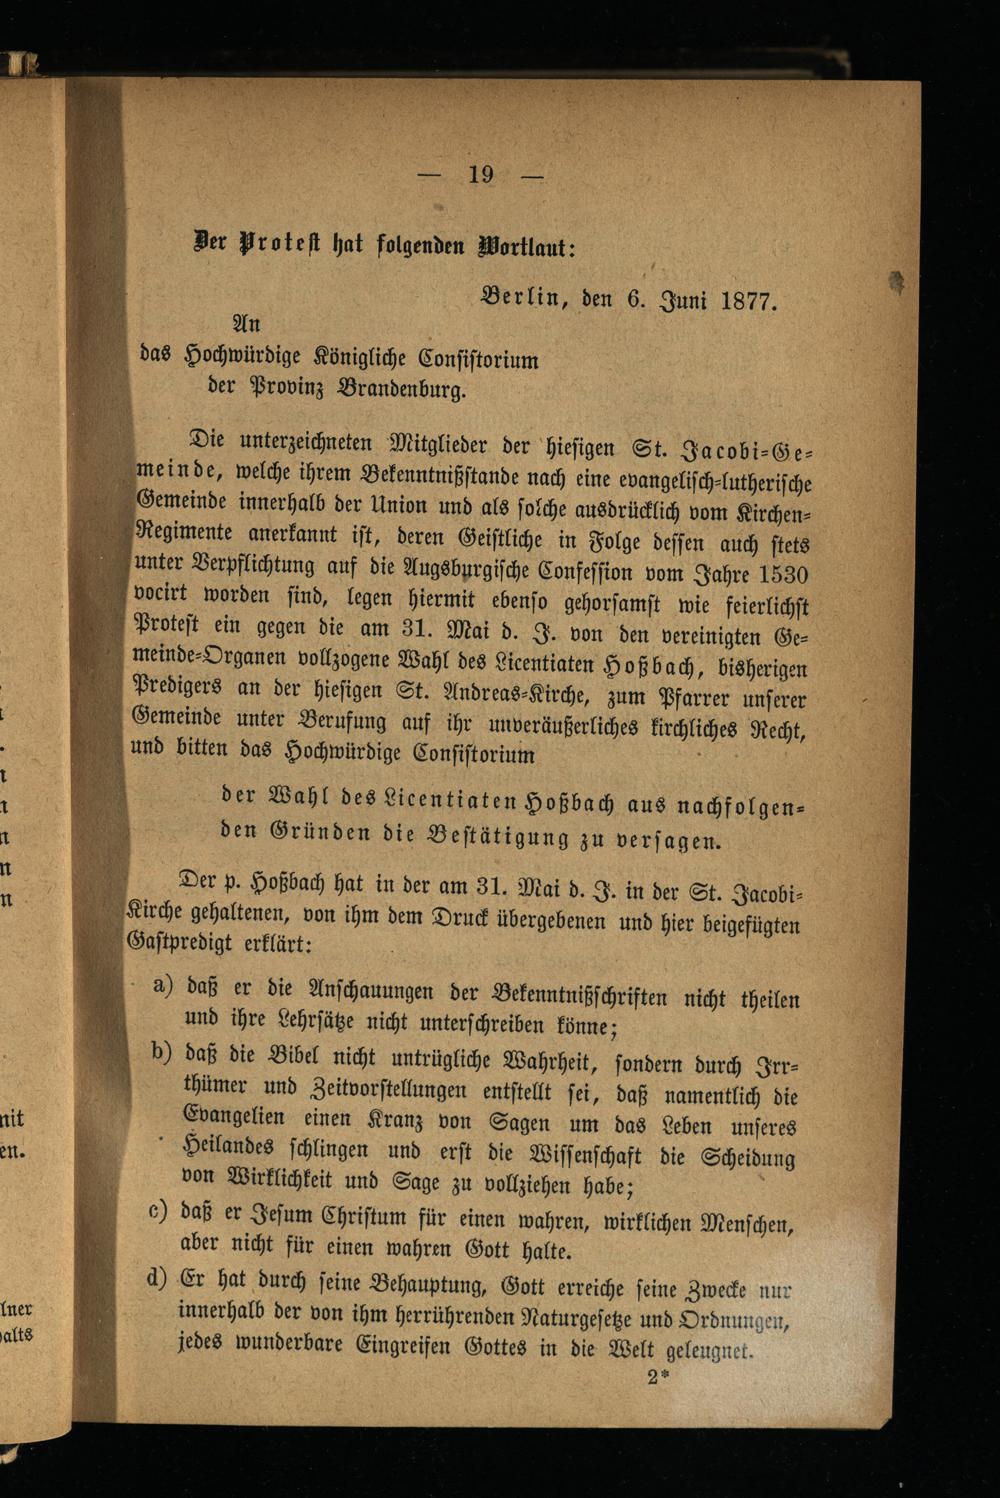 — 19 —
Der Protest hat folgenden Wortlaut:
Berlin, den 6. Juni 1877.
An
das Hochwürdige Königliche Consistorium
der Provinz Brandenburg.
Die unterzeichneten Mitglieder der hiesigen St. Jacobi-Ge-
meinde, welche ihrem Bekenntnißstande nach eine evangelisch-lutherische
Gemeinde innerhalb der Union und als solche ausdrücklich vom Kirchen-
Regimente anerkannt ist, deren Geistliche in Folge dessen auch stets
unter Verpflichtung auf die Augsburgische Confession vom Jahre 1530
vocirt worden sind, legen hiermit ebenso gehorsamst wie feierlichst
Protest ein gegen die am 31. Mai d. J. von den vereinigten Ge-
meinde-Organen vollzogene Wahl des Licentiaten Hoßbach, bisherigen
Predigers an der hiesigen St. Andreas-Kirche, zum Pfarrer unserer
Gemeinde unter Berufung auf ihr unveräußerliches kirchliches Recht,
und bitten das Hochwürdige Consistorium
der Wahl des Licentiaten Hoßbach aus nachfolgen-
den Gründen die Bestätigung zu versagen.
Der p. Hoßbach hat in der am 31. Mai d. J. in der St. Jacobi-
Kirche gehaltenen, von ihm dem Druck übergebenen und hier beigefügten
Gastpredigt erklärt:
a) daß er die Anschauungen der Bekenntnißschriften nicht theilen
und ihre Lehrsätze nicht unterschreiben könne;
b) daß die Bibel nicht untrügliche Wahrheit, sondern durch Irr-
thümer und Zeitvorstellungen entstellt sei, daß namentlich die
Evangelien einen Kranz von Sagen um das Leben unseres
Heilandes schlingen und erst die Wissenschaft die Scheidung
von Wirklichkeit und Sage zu vollziehen habe;
c) daß er Jesum Christum für einen wahren, wirklichen Menschen,
aber nicht für einen wahren Gott halte.
d) Er hat durch seine Behauptung, Gott erreiche seine Zwecke nur
innerhalb der von ihm herrührenden Naturgesetze und Ordnungen,
jedes wunderbare Eingreifen Gottes in die Welt geleugnet.
2*